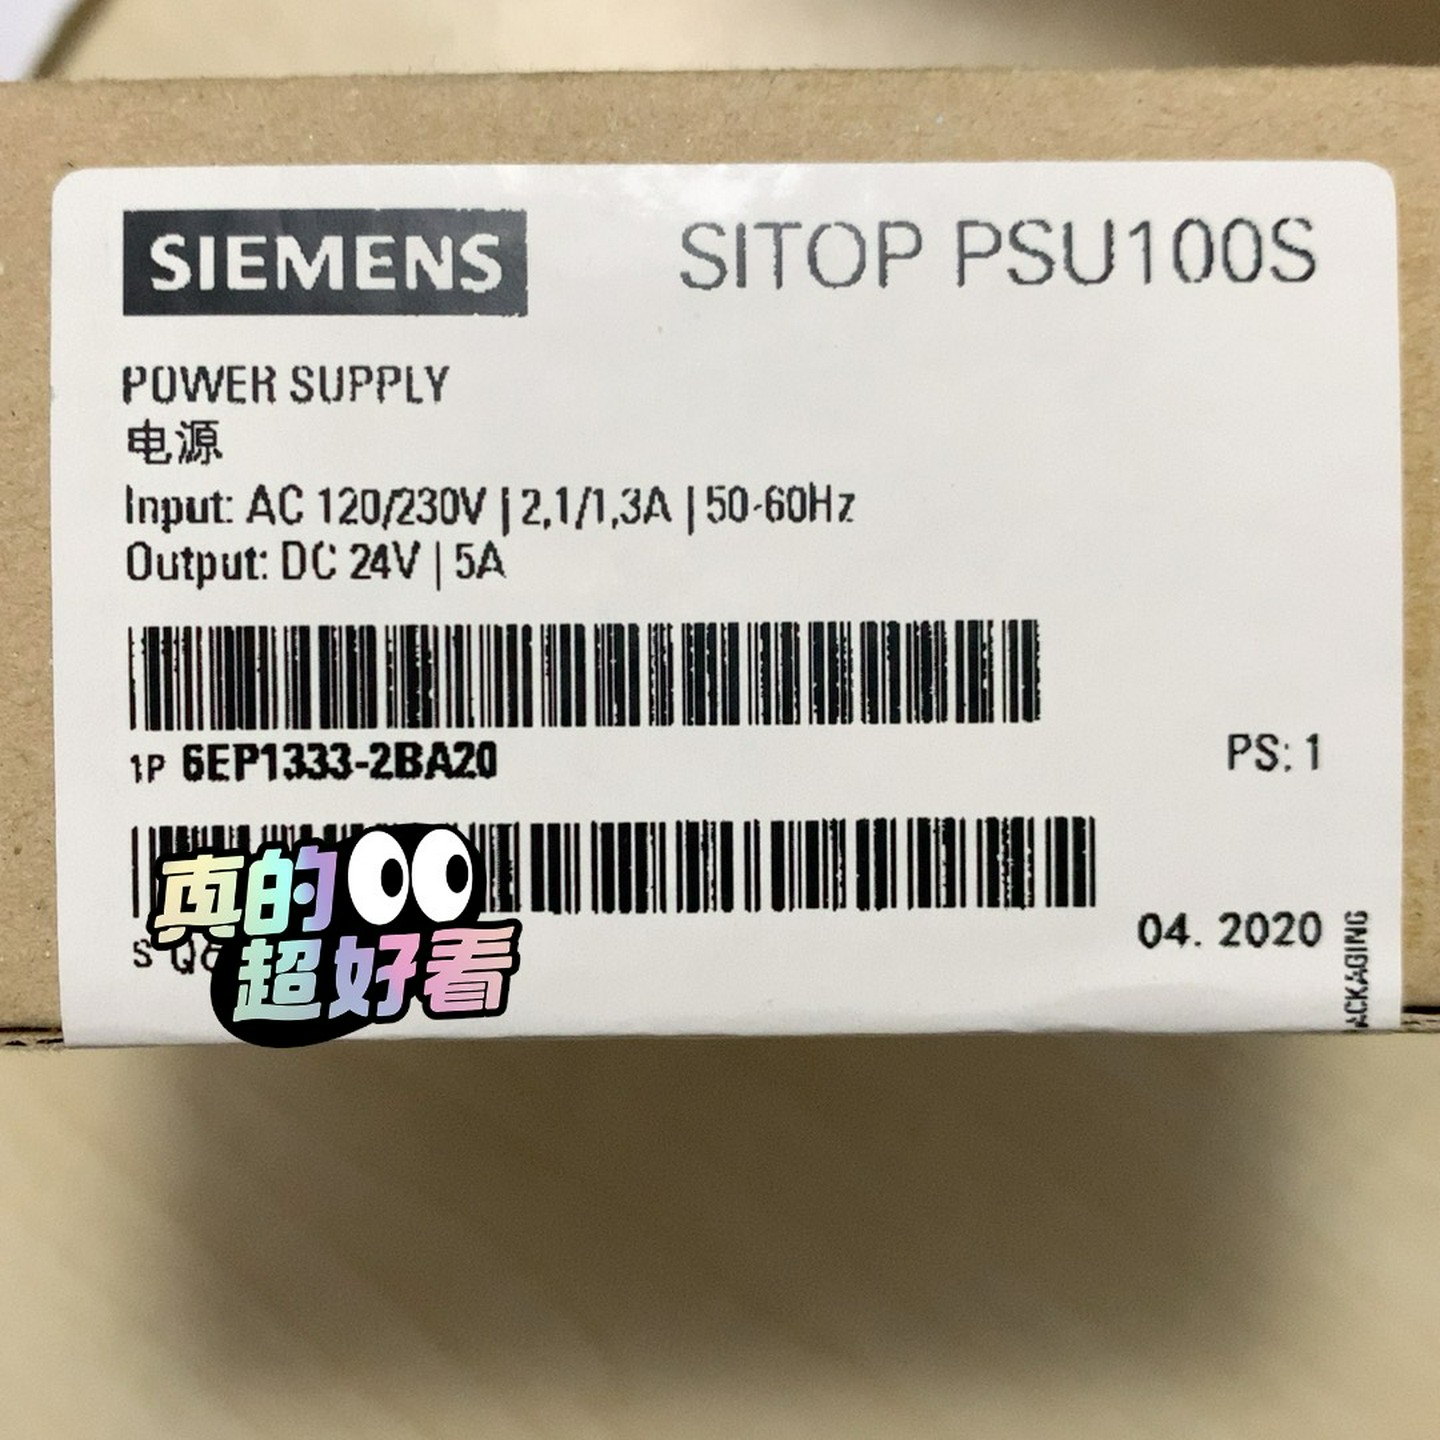 SIEMENS
SITOP PSU100S
POWER SUPPLY
电源
Input: AC 120/230V | 2,1/1,3A | 50-60Hz
Output: DC 24V | 5A
1P 6EP1333-2BA20
PS: 1
真的
超好看
S
04. 2020
ACKAGING